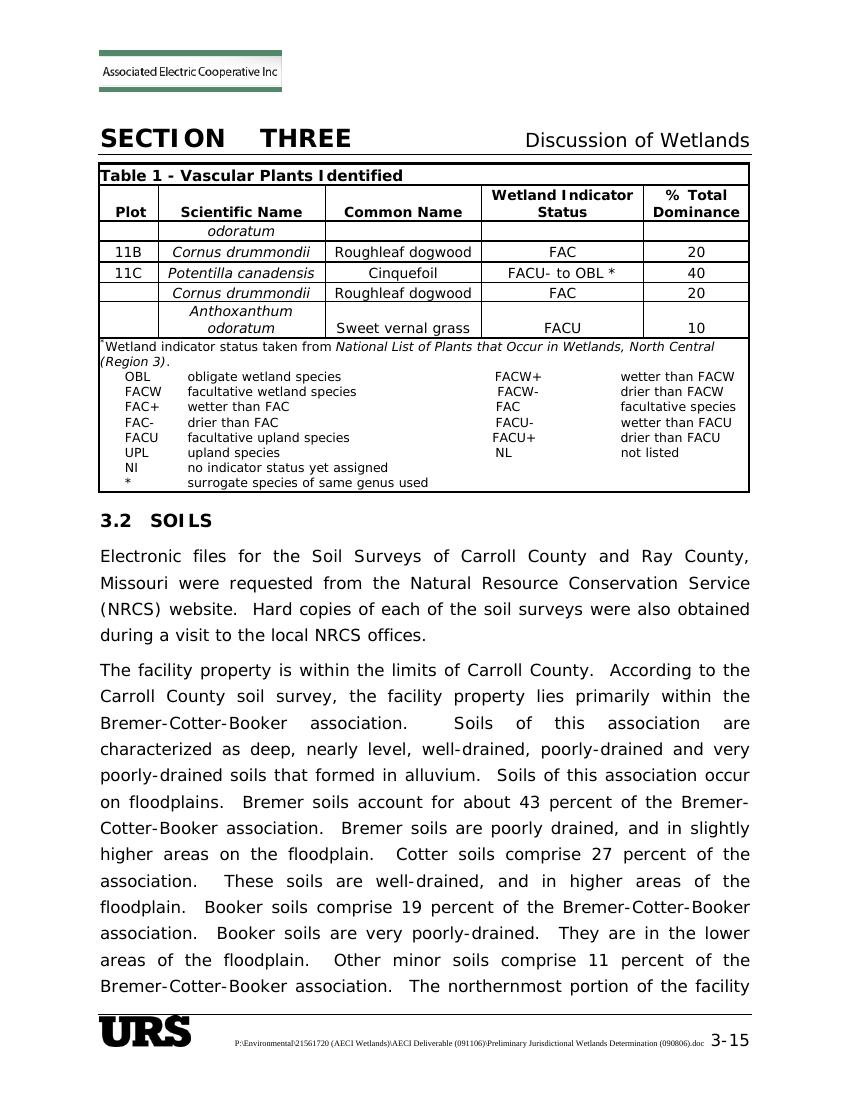 Associated Electric Cooperative Inc
SECTION THREE Discussion of Wetlands
Table 1 - Vascular Plants Identified
Plot Scientific Name Common Name Wetland Indicator Status % Total Dominance
odoratum
11B Cornus drummondii Roughleaf dogwood FAC 20
11C Potentilla canadensis Cinquefoil FACU- to OBL * 40
Cornus drummondii Roughleaf dogwood FAC 20
Anthoxanthum odoratum Sweet vernal grass FACU 10
*Wetland indicator status taken from National List of Plants that Occur in Wetlands, North Central
(Region 3).
OBL obligate wetland species FACW+ wetter than FACW
FACW facultative wetland species FACW- drier than FACW
FAC+ wetter than FAC FAC facultative species
FAC- drier than FAC FACU- wetter than FACU
FACU facultative upland species FACU+ drier than FACU
UPL upland species NL not listed
NI no indicator status yet assigned
* surrogate species of same genus used
3.2 SOILS
Electronic files for the Soil Surveys of Carroll County and Ray County,
Missouri were requested from the Natural Resource Conservation Service
(NRCS) website. Hard copies of each of the soil surveys were also obtained
during a visit to the local NRCS offices.
The facility property is within the limits of Carroll County. According to the
Carroll County soil survey, the facility property lies primarily within the
Bremer-Cotter-Booker association. Soils of this association are
characterized as deep, nearly level, well-drained, poorly-drained and very
poorly-drained soils that formed in alluvium. Soils of this association occur
on floodplains. Bremer soils account for about 43 percent of the Bremer-
Cotter-Booker association. Bremer soils are poorly drained, and in slightly
higher areas on the floodplain. Cotter soils comprise 27 percent of the
association. These soils are well-drained, and in higher areas of the
floodplain. Booker soils comprise 19 percent of the Bremer-Cotter-Booker
association. Booker soils are very poorly-drained. They are in the lower
areas of the floodplain. Other minor soils comprise 11 percent of the
Bremer-Cotter-Booker association. The northernmost portion of the facility
URS P:\Environmental\21561720 (AECI Wetlands)\AECI Deliverable (091106)\Preliminary Jurisdictional Wetlands Determination (090806).doc 3-15